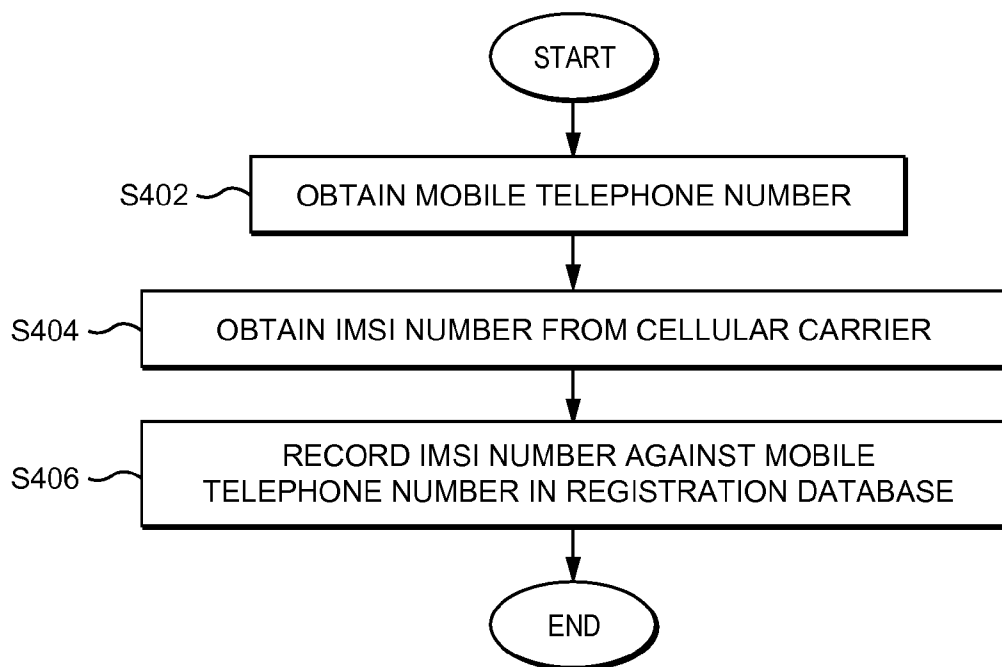 START
S402
OBTAIN MOBILE TELEPHONE NUMBER
S404
OBTAIN IMSI NUMBER FROM CELLULAR CARRIER
S406
RECORD IMSI NUMBER AGAINST MOBILE
TELEPHONE NUMBER IN REGISTRATION DATABASE
END